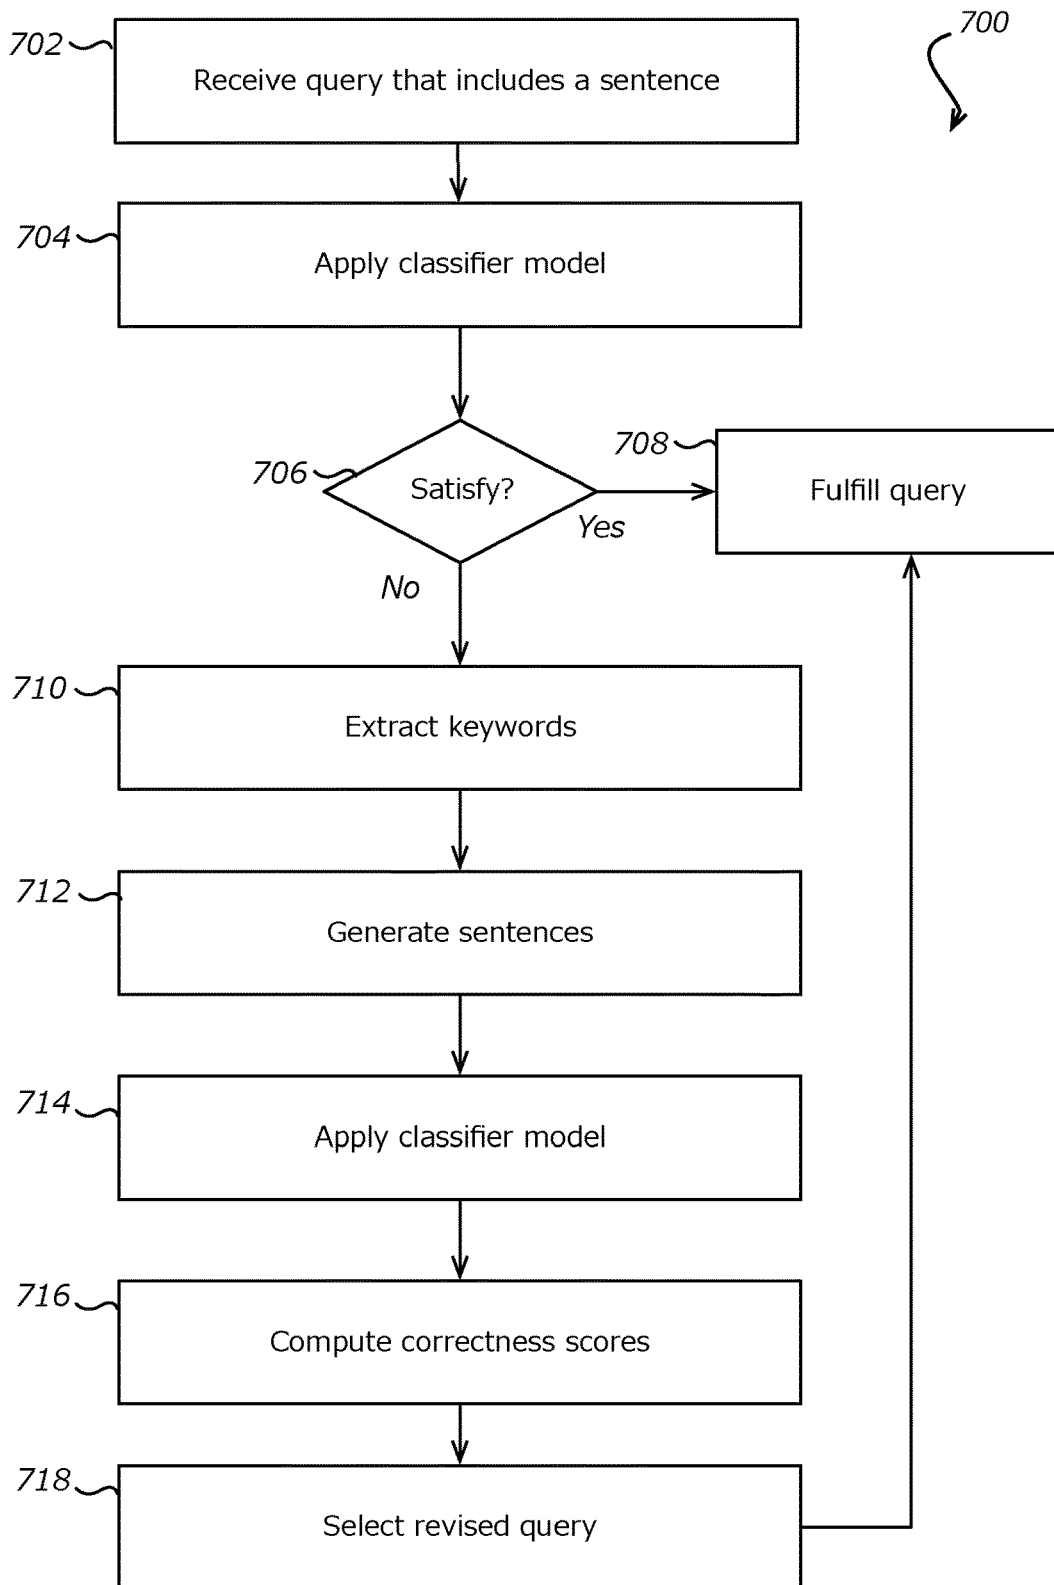 702
Receive query that includes a sentence
700
704
Apply classifier model
706
Satisfy?
Yes
No
708
Fulfill query
710
Extract keywords
712
Generate sentences
714
Apply classifier model
716
Compute correctness scores
718
Select revised query